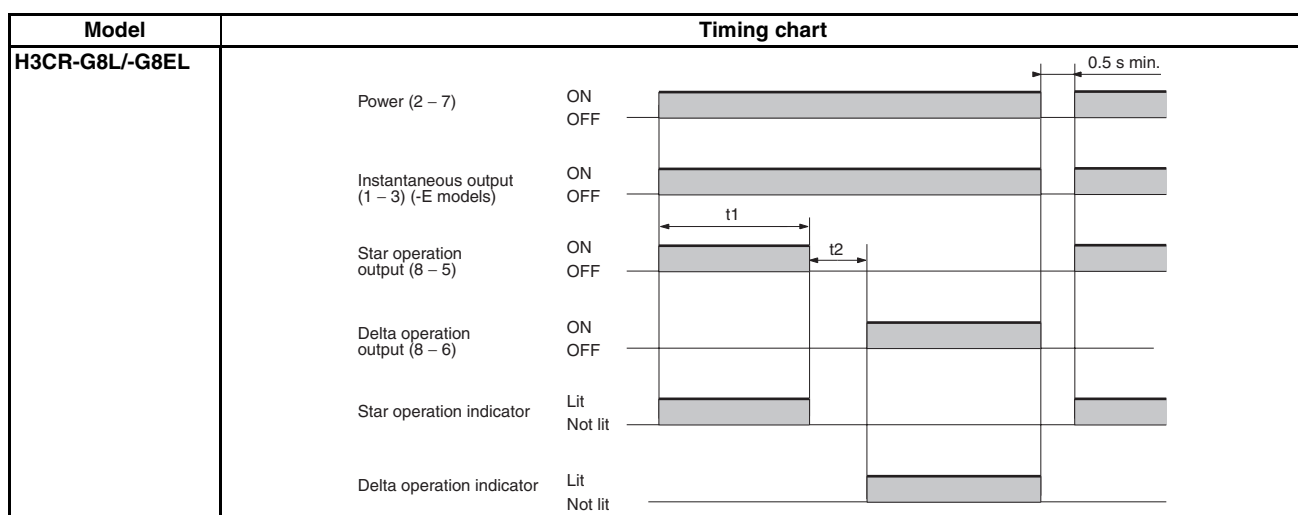 Model
Timing chart
H3CR-G8L/-G8EL
0.5 s min.
Power (2 – 7)
ON
OFF
Instantaneous output
(1 – 3) (-E models)
ON
OFF
t1
Star operation
output (8 – 5)
ON
OFF
t2
Delta operation
output (8 – 6)
ON
OFF
Star operation indicator
Lit
Not lit
Delta operation indicator
Lit
Not lit